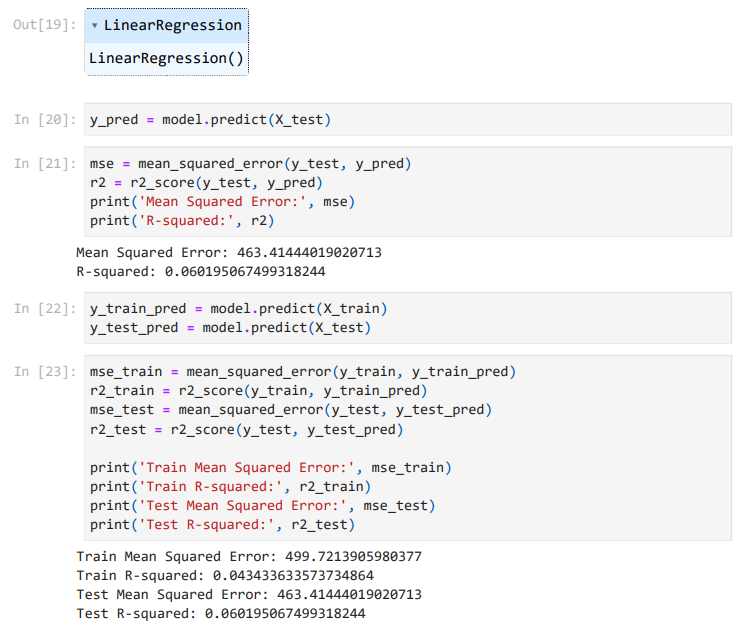 Out[19]: ▾ LinearRegression
LinearRegression()
In [20]: y_pred = model.predict(X_test)
In [21]: mse = mean_squared_error(y_test, y_pred)
r2 = r2_score(y_test, y_pred)
print('Mean Squared Error:', mse)
print('R-squared:', r2)
Mean Squared Error: 463.41444019020713
R-squared: 0.060195067499318244
In [22]: y_train_pred = model.predict(X_train)
y_test_pred = model.predict(X_test)
In [23]: mse_train = mean_squared_error(y_train, y_train_pred)
r2_train = r2_score(y_train, y_train_pred)
mse_test = mean_squared_error(y_test, y_test_pred)
r2_test = r2_score(y_test, y_test_pred)
print('Train Mean Squared Error:', mse_train)
print('Train R-squared:', r2_train)
print('Test Mean Squared Error:', mse_test)
print('Test R-squared:', r2_test)
Train Mean Squared Error: 499.7213905980377
Train R-squared: 0.043433633573734864
Test Mean Squared Error: 463.41444019020713
Test R-squared: 0.060195067499318244